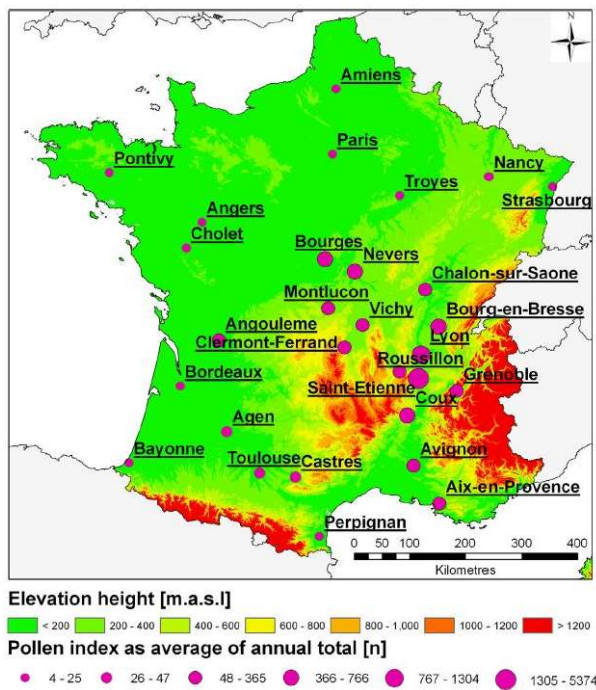 N
Amiens
Paris
Pontivy
Nancy
Troyes
Strasbourg
Angers
Cholet
Bourges
Nevers
Chalon-sur-Saone
Montlucon
Vichy
Bourg-en-Bresse
Angouleme
Lyon
Clermont-Ferrand
Roussillon
Grenoble
Saint-Etienne
Bordeaux
Coux
Agen
Bayonne
Toulouse
Castres
Avignon
Aix-en-Provence
Perpignan
0 50 100 200 300 400
Kilometres
Elevation height [m.a.s.l]
< 200 200 - 400 400 - 600 600 - 800 800 - 1,000 1000 - 1200 > 1200
Pollen index as average of annual total [n]
4 - 25 26 - 47 48 - 365 366 - 766 767 - 1304 1305 - 5374